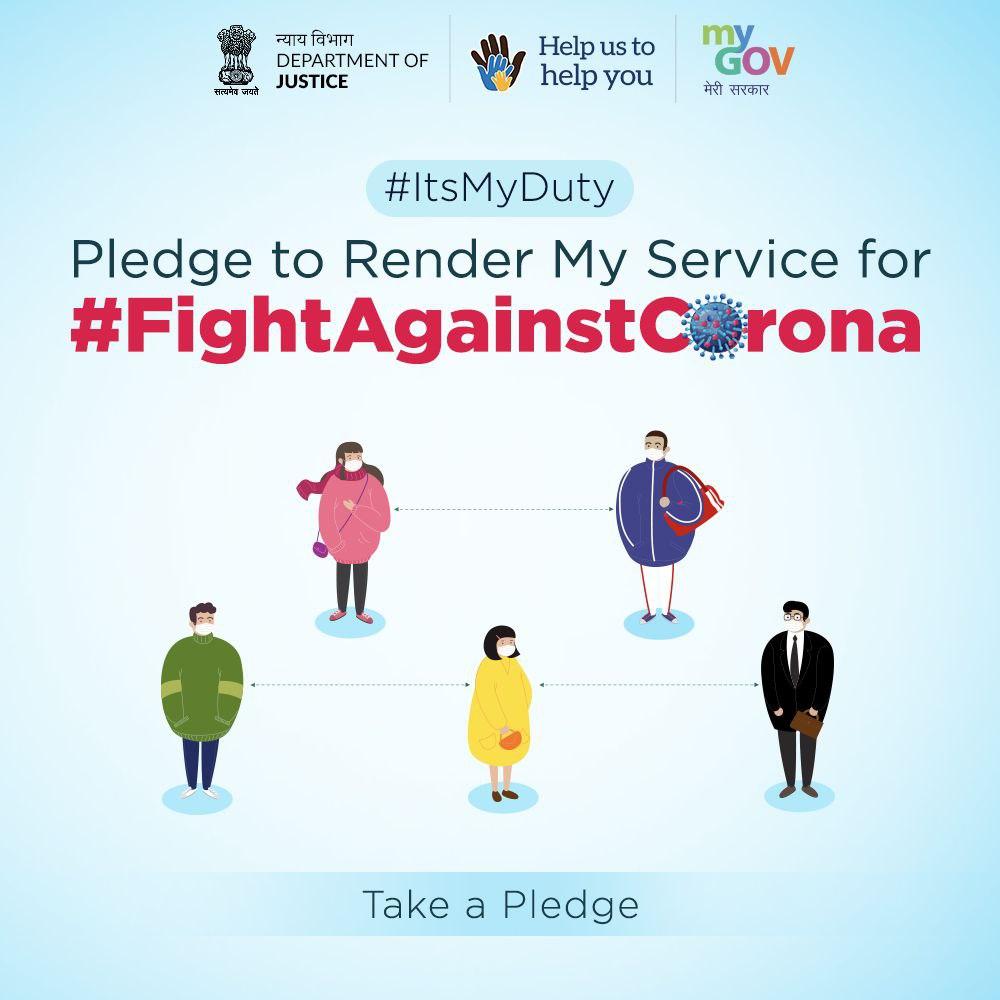 न्याय विभाग
DEPARTMENT OF
JUSTICE
सत्यमेव जयते
Help us to
help you
my
GOV
मेरी सरकार
#ItsMyDuty
Pledge to Render My Service for
#FightAgainstCorona
Take a Pledge